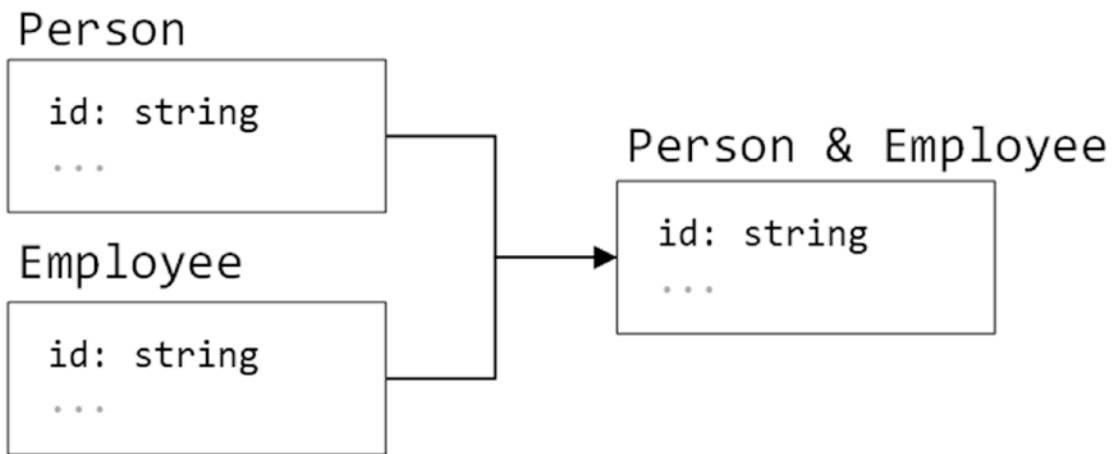 Person
id: string
...
Employee
id: string
...
Person & Employee
id: string
...